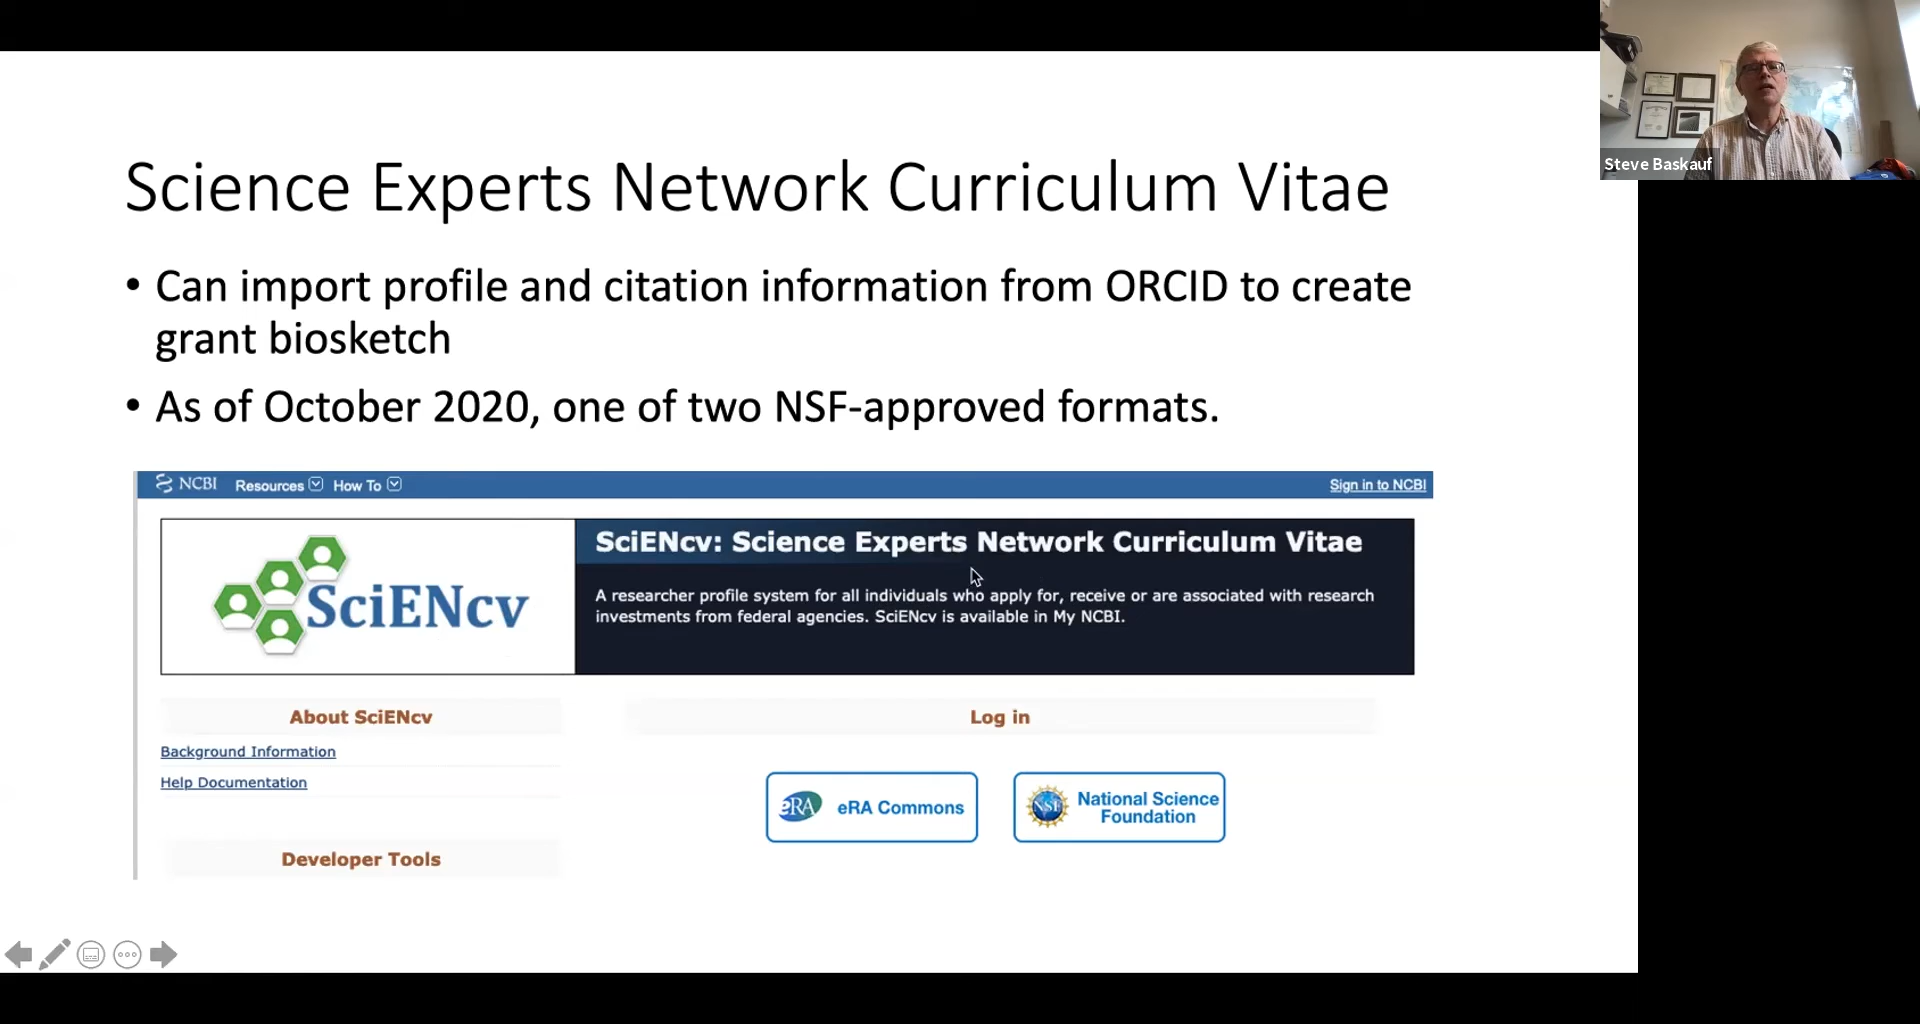 Steve Baskauf
Science Experts Network Curriculum Vitae
• Can import profile and citation information from ORCID to create
grant biosketch
• As of October 2020, one of two NSF-approved formats.
NCBI Resources How To Sign in to NCBI
SciENcv
SciENcv: Science Experts Network Curriculum Vitae
A researcher profile system for all individuals who apply for, receive or are associated with research
investments from federal agencies. SciENcv is available in My NCBI.
About SciENcv
Background Information
Help Documentation
Developer Tools
Log in
eRA eRA Commons
NSF National Science
Foundation